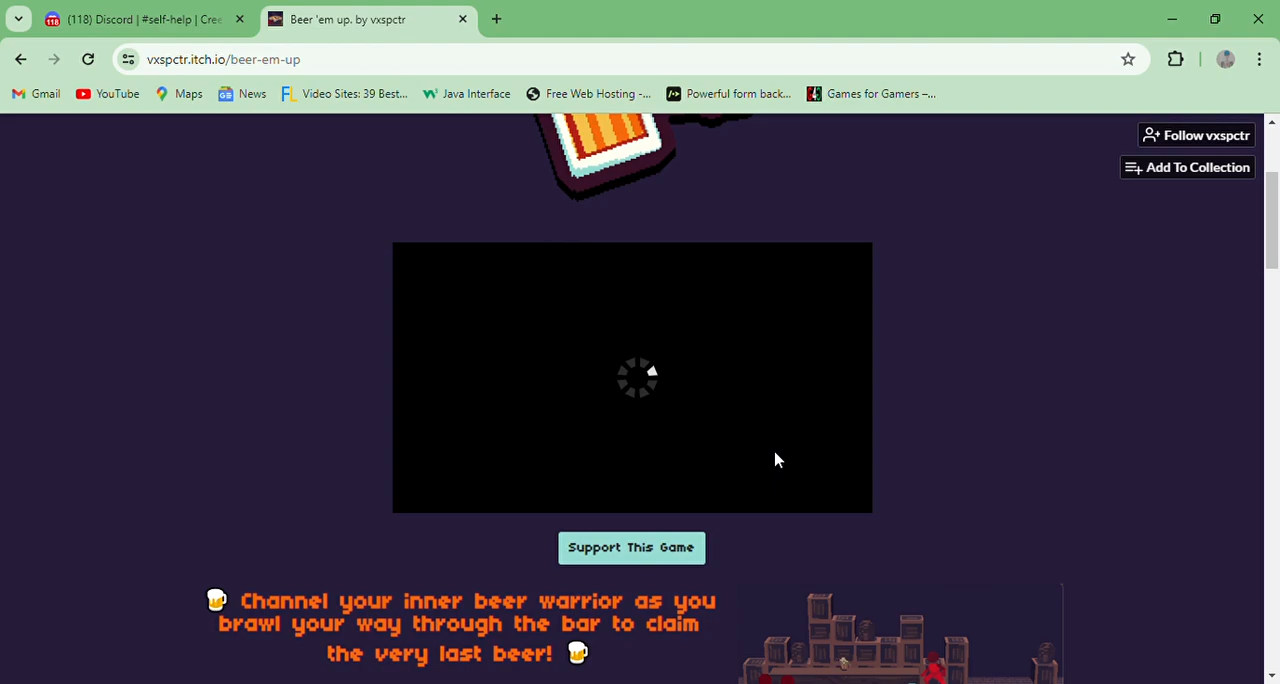 (118) Discord | #self-help | Cree
Beer 'em up. by vxspctr
vxspctr.itch.io/beer-em-up
Gmail
YouTube
Maps
News
Video Sites: 39 Best...
Java Interface
Free Web Hosting -...
Powerful form back...
Games for Gamers –...
Follow vxspctr
Add To Collection
Support This Game
🍺 Channel your inner beer warrior as you
brawl your way through the bar to claim
the very last beer! 🍺